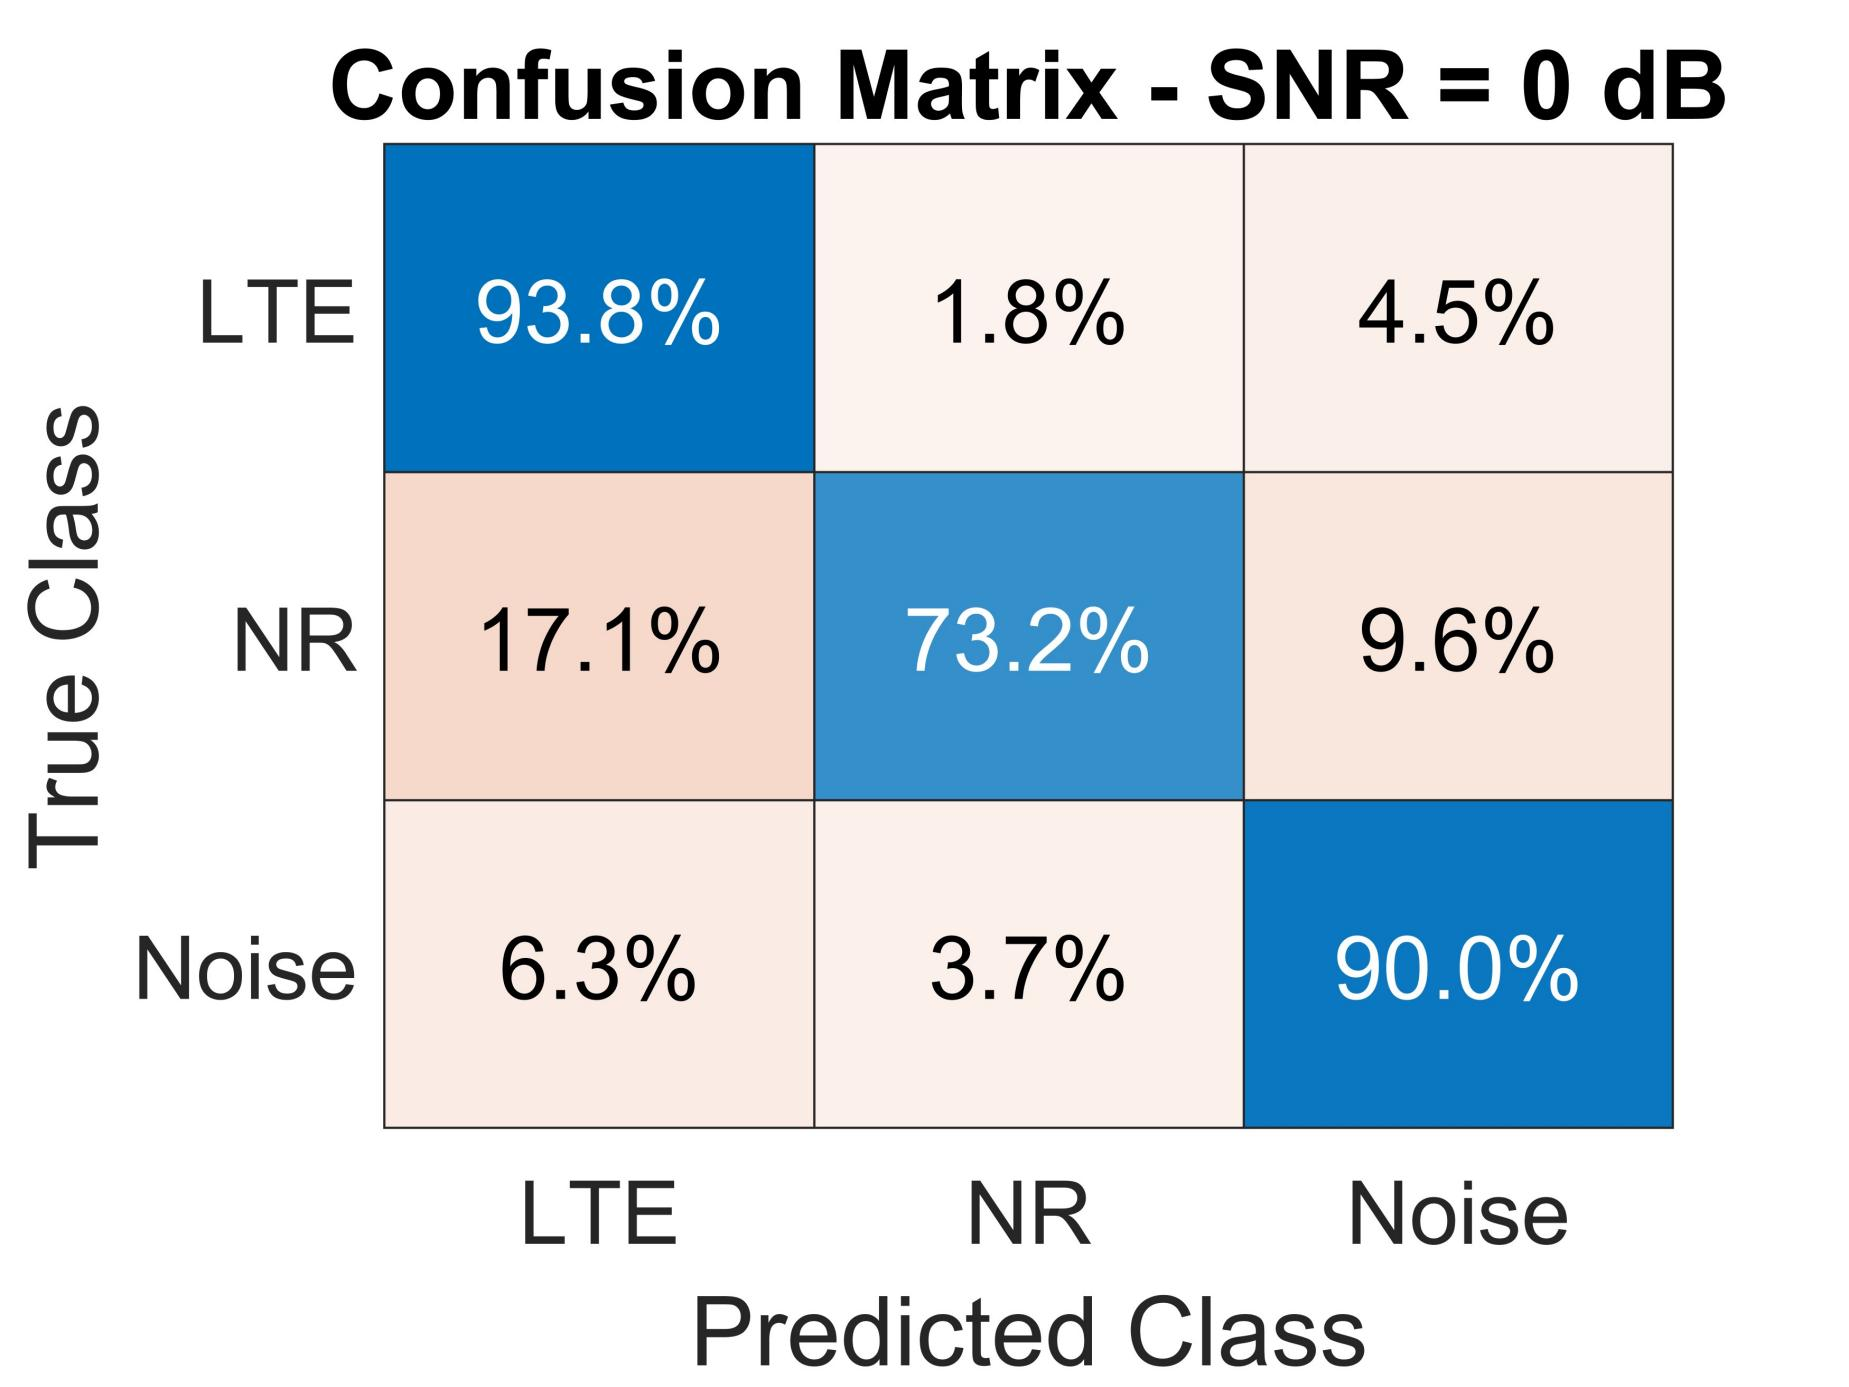 Confusion Matrix - SNR = 0 dB
True Class
LTE 93.8% 1.8% 4.5%
NR 17.1% 73.2% 9.6%
Noise 6.3% 3.7% 90.0%
LTE NR Noise
Predicted Class